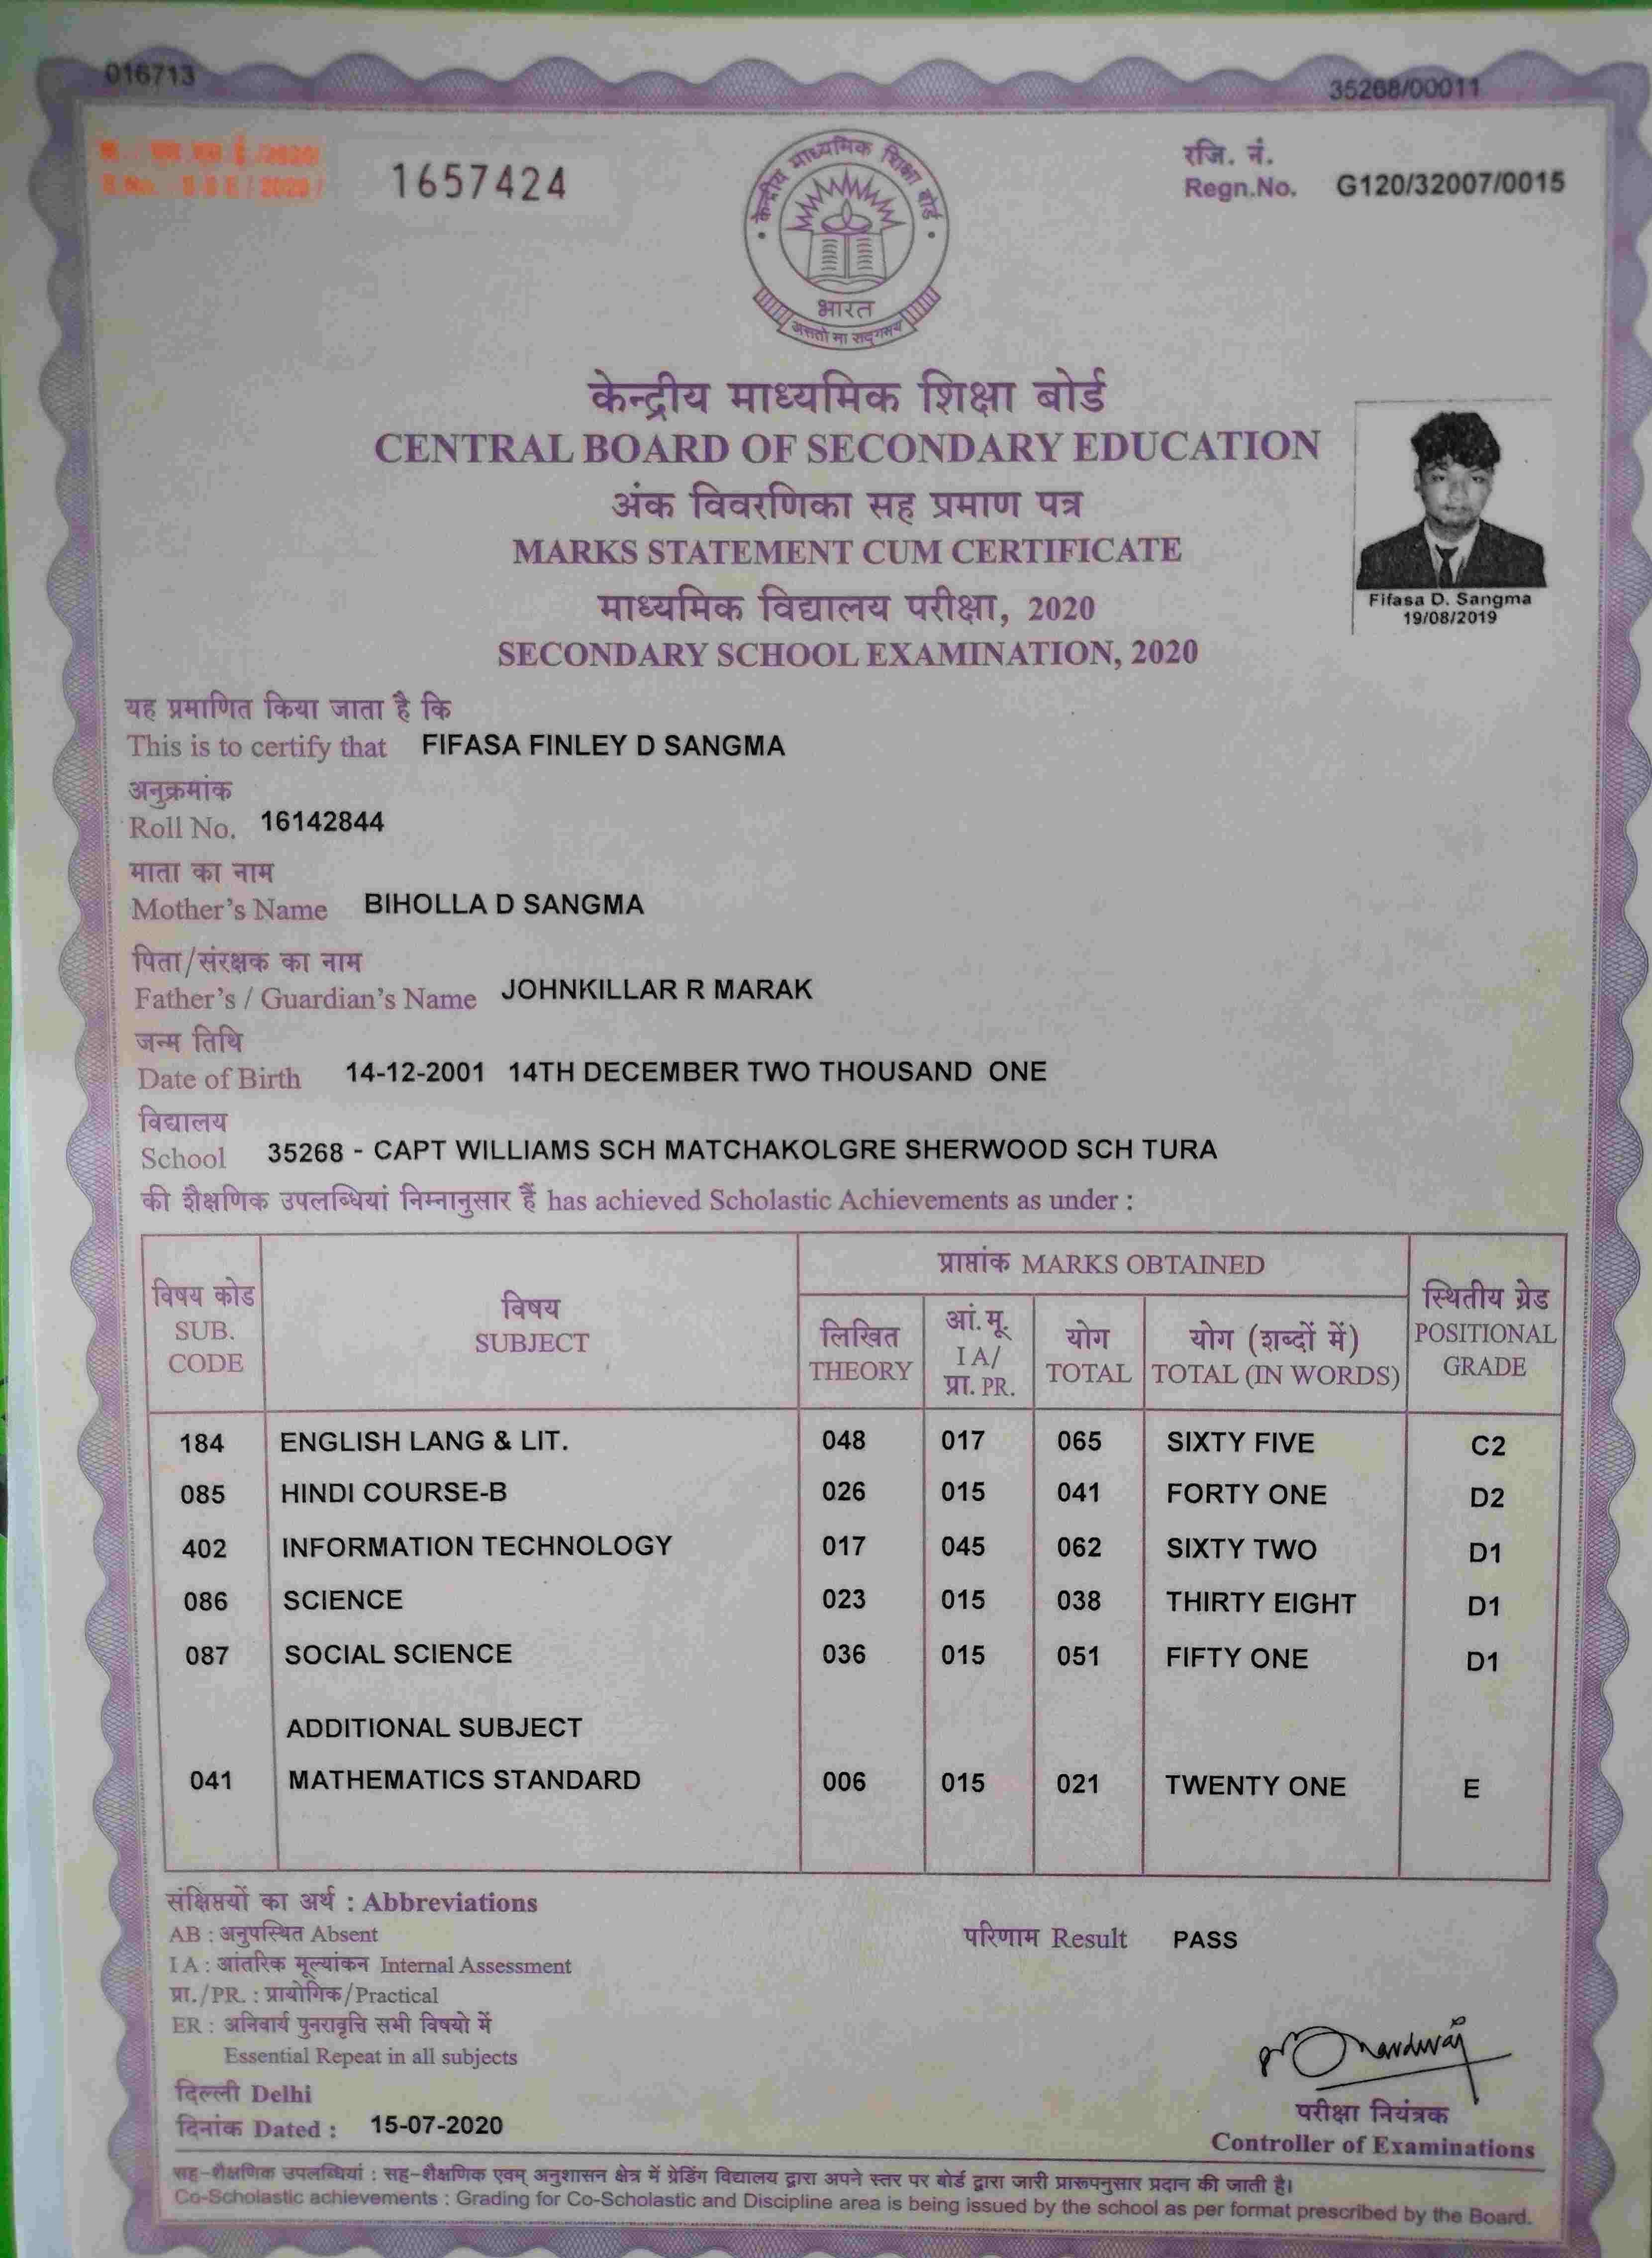 016713
35268/00011
S.No. SSE/2020/
1657424
रजि. नं.
Regn.No. G120/32007/0015
केन्द्रीय माध्यमिक शिक्षा बोर्ड
भारत
असतो मा सद्गमय
केन्द्रीय माध्यमिक शिक्षा बोर्ड
CENTRAL BOARD OF SECONDARY EDUCATION
अंक विवरणिका सह प्रमाण पत्र
MARKS STATEMENT CUM CERTIFICATE
माध्यमिक विद्यालय परीक्षा, 2020
SECONDARY SCHOOL EXAMINATION, 2020
Fifasa D. Sangma
19/08/2019
यह प्रमाणित किया जाता है कि
This is to certify that FIFASA FINLEY D SANGMA
अनुक्रमांक
Roll No. 16142844
माता का नाम
Mother's Name BIHOLLA D SANGMA
पिता/संरक्षक का नाम
Father's / Guardian's Name JOHNKILLAR R MARAK
जन्म तिथि
Date of Birth 14-12-2001 14TH DECEMBER TWO THOUSAND ONE
विद्यालय
School 35268 - CAPT WILLIAMS SCH MATCHAKOLGRE SHERWOOD SCH TURA
की शैक्षणिक उपलब्धियां निम्नानुसार हैं has achieved Scholastic Achievements as under :
विषय कोड
SUB.
CODE
विषय
SUBJECT
प्राप्तांक MARKS OBTAINED
लिखित
THEORY
आं.मू.
I A/
प्रा. PR.
योग
TOTAL
योग (शब्दों में)
TOTAL (IN WORDS)
स्थितीय ग्रेड
POSITIONAL
GRADE
184 ENGLISH LANG & LIT. 048 017 065 SIXTY FIVE C2
085 HINDI COURSE-B 026 015 041 FORTY ONE D2
402 INFORMATION TECHNOLOGY 017 045 062 SIXTY TWO D1
086 SCIENCE 023 015 038 THIRTY EIGHT D1
087 SOCIAL SCIENCE 036 015 051 FIFTY ONE D1
ADDITIONAL SUBJECT
041 MATHEMATICS STANDARD 006 015 021 TWENTY ONE E
संक्षिप्तयों का अर्थ : Abbreviations
AB : अनुपस्थित Absent
I A : आंतरिक मूल्यांकन Internal Assessment
प्रा./PR. : प्रायोगिक/Practical
ER : अनिवार्य पुनरावृत्ति सभी विषयो में
Essential Repeat in all subjects
परिणाम Result PASS
दिल्ली Delhi
दिनांक Dated : 15-07-2020
परीक्षा नियंत्रक
Controller of Examinations
सह-शैक्षणिक उपलब्धियां : सह-शैक्षणिक एवम् अनुशासन क्षेत्र में ग्रेडिंग विद्यालय द्वारा अपने स्तर पर बोर्ड द्वारा जारी प्रारूपनुसार प्रदान की जाती है।
Co-Scholastic achievements : Grading for Co-Scholastic and Discipline area is being issued by the school as per format prescribed by the Board.